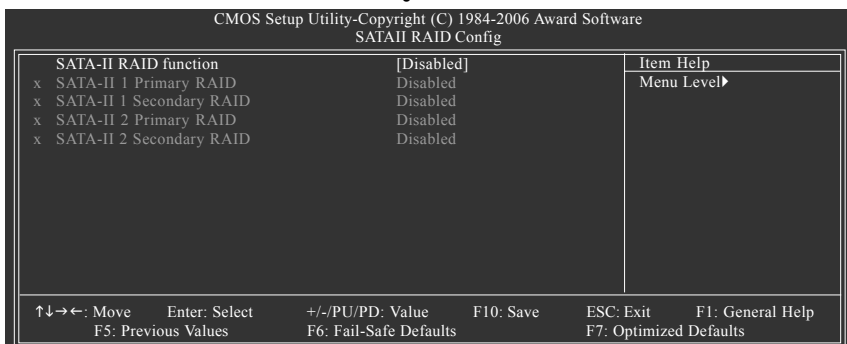 CMOS Setup Utility-Copyright (C) 1984-2006 Award Software
SATAII RAID Config
SATA-II RAID function [Disabled]
x SATA-II 1 Primary RAID Disabled
x SATA-II 1 Secondary RAID Disabled
x SATA-II 2 Primary RAID Disabled
x SATA-II 2 Secondary RAID Disabled
Item Help
Menu Level▶
↑↓→←: Move Enter: Select +/-/PU/PD: Value F10: Save ESC: Exit F1: General Help
F5: Previous Values F6: Fail-Safe Defaults F7: Optimized Defaults